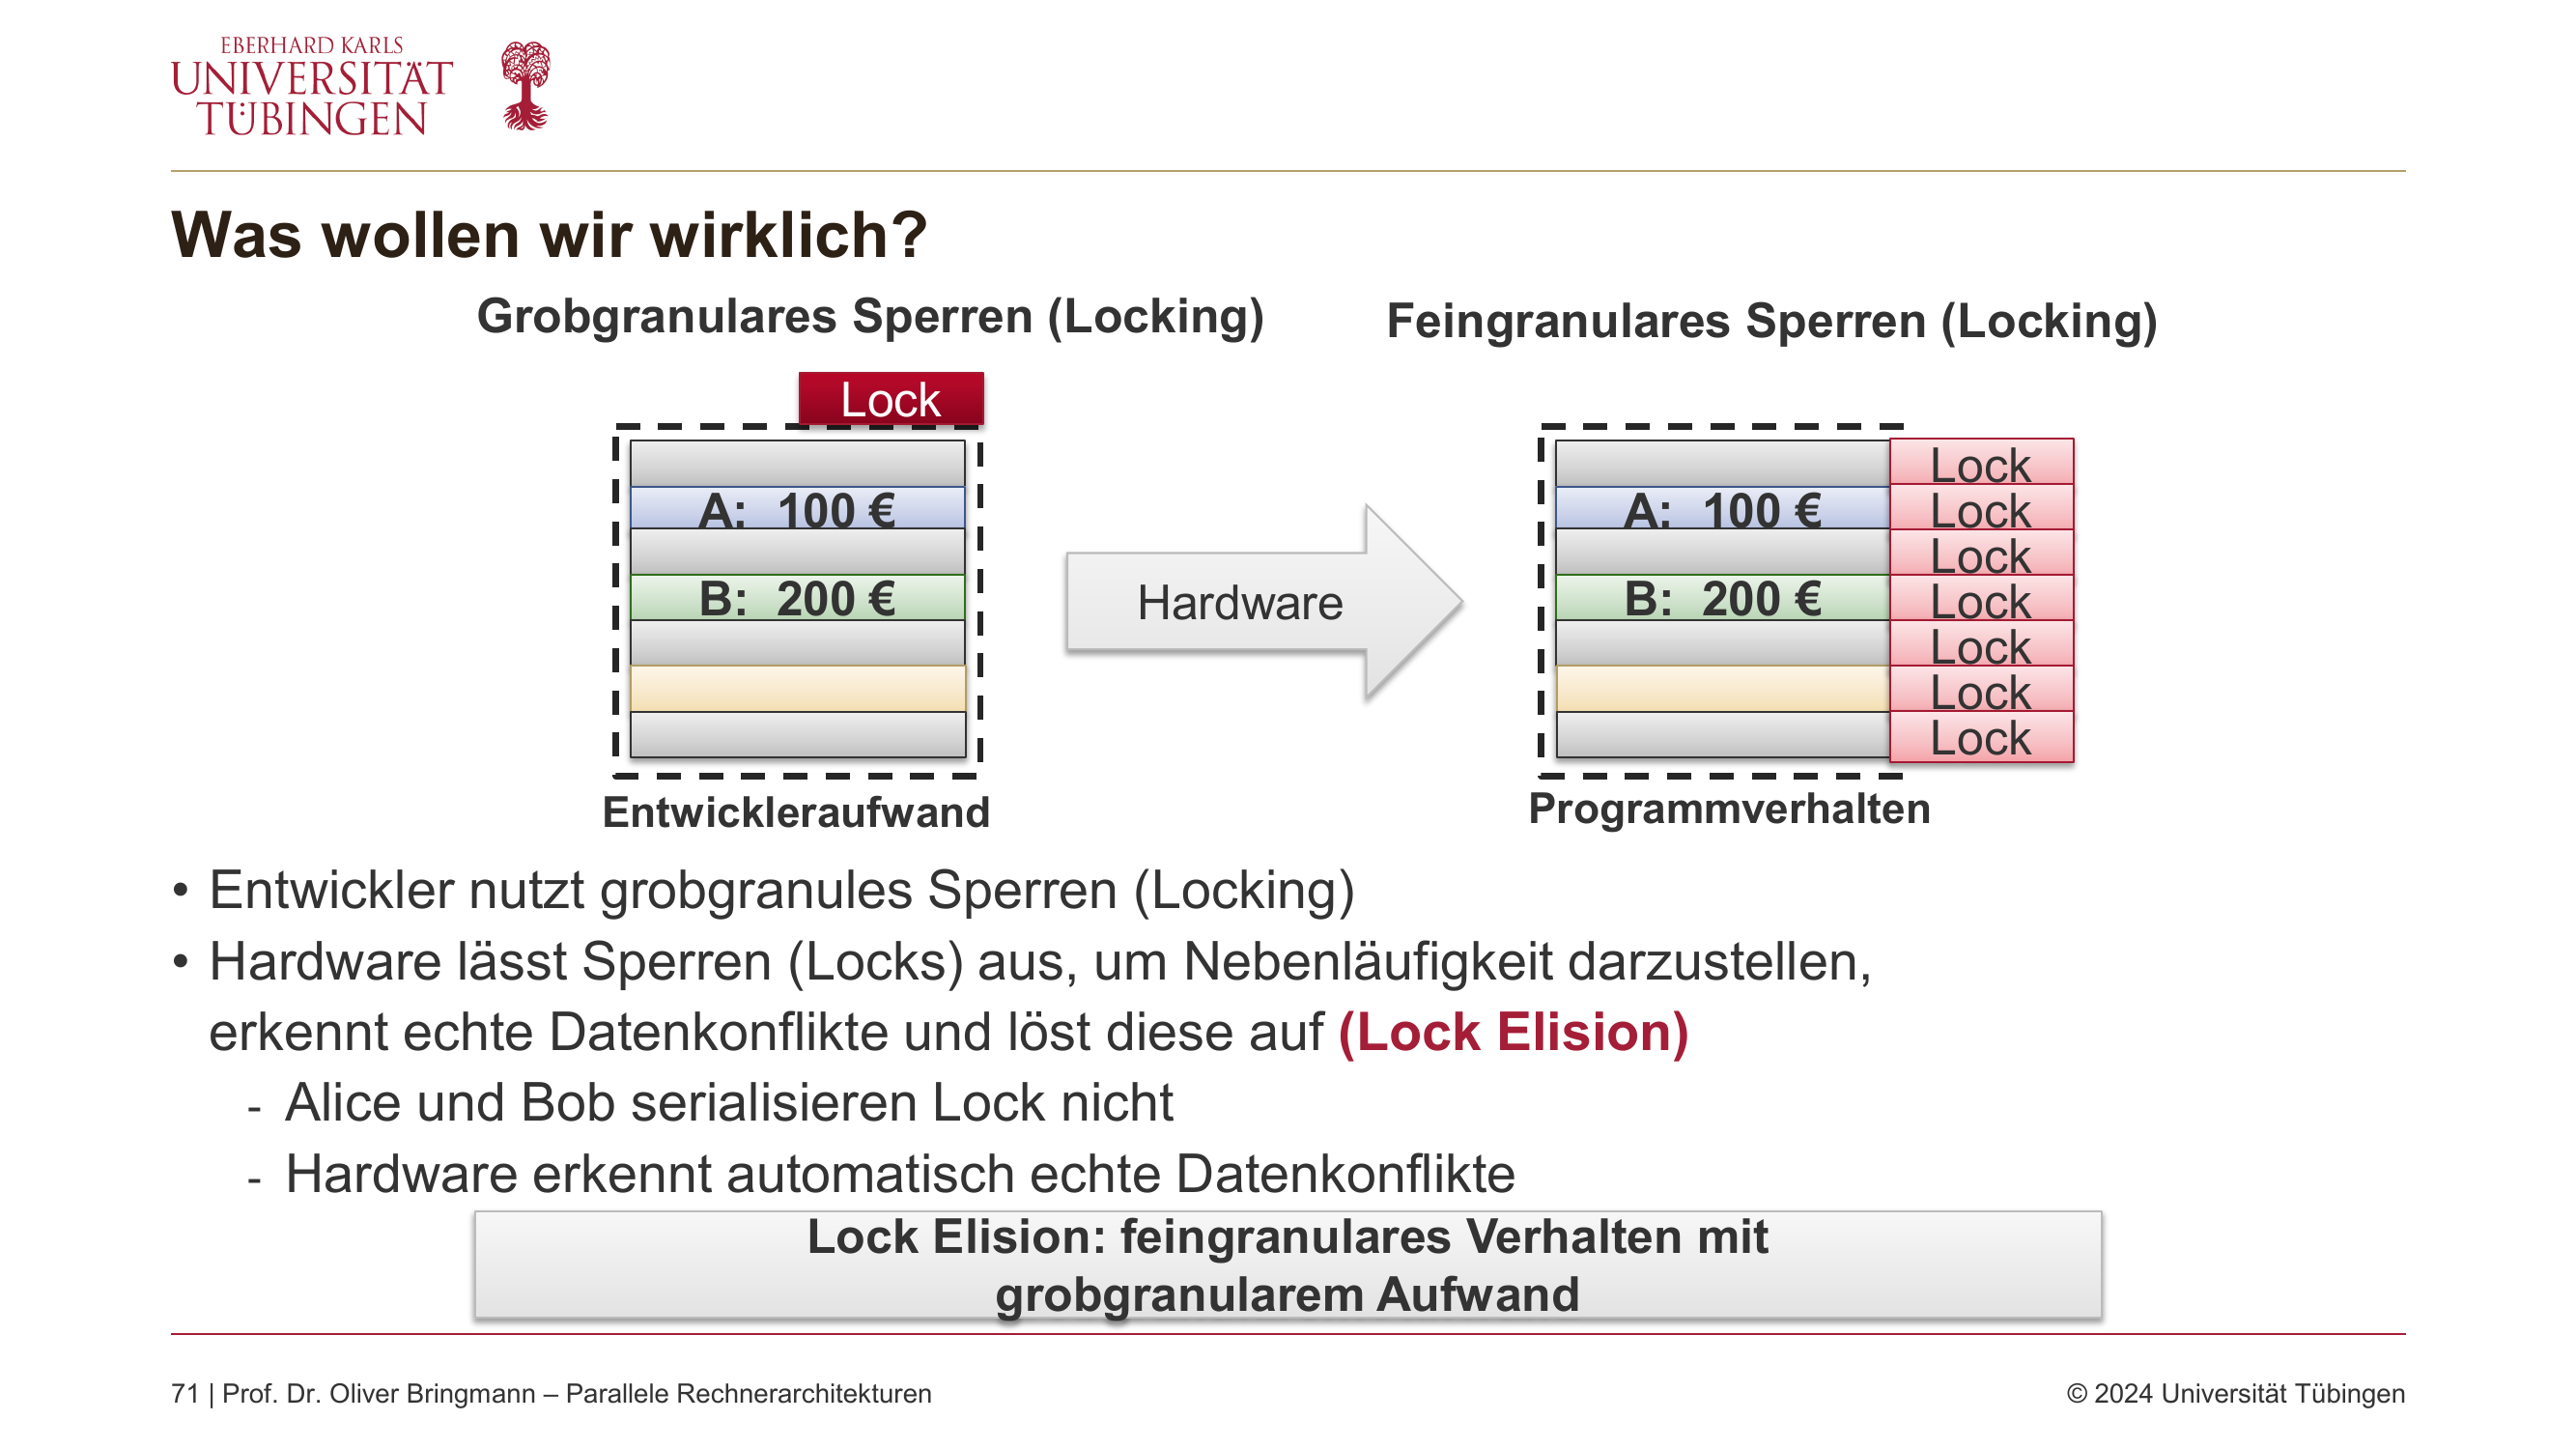 EBERHARD KARLS
UNIVERSITÄT
TÜBINGEN
Was wollen wir wirklich?
Grobgranulares Sperren (Locking)
Feingranulares Sperren (Locking)
Lock
A: 100 €
B: 200 €
Entwickleraufwand
Hardware
A: 100 €
B: 200 €
Lock
Lock
Lock
Lock
Lock
Lock
Lock
Programmverhalten
• Entwickler nutzt grobgranules Sperren (Locking)
• Hardware lässt Sperren (Locks) aus, um Nebenläufigkeit darzustellen,
erkennt echte Datenkonflikte und löst diese auf (Lock Elision)
- Alice und Bob serialisieren Lock nicht
- Hardware erkennt automatisch echte Datenkonflikte
Lock Elision: feingranulares Verhalten mit
grobgranularem Aufwand
71 | Prof. Dr. Oliver Bringmann – Parallele Rechnerarchitekturen
© 2024 Universität Tübingen